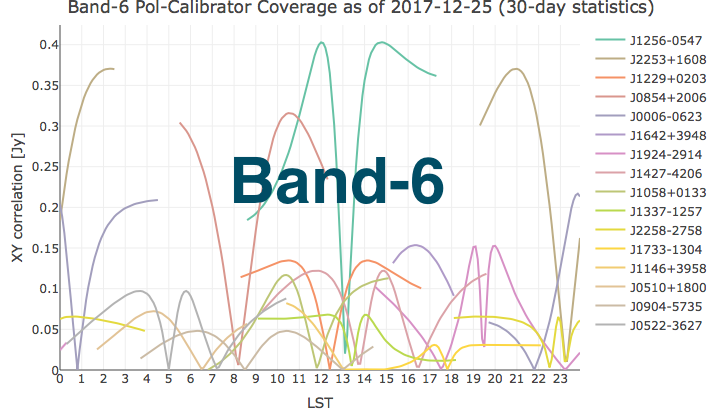 Band-6 Pol-Calibrator Coverage as of 2017-12-25 (30-day statistics)
XY correlation [Jy]
0.4
0.35
0.3
0.25
0.2
0.15
0.1
0.05
0
Band-6
0 1 2 3 4 5 6 7 8 9 10 11 12 13 14 15 16 17 18 19 20 21 22 23
LST
J1256-0547
J2253+1608
J1229+0203
J0854+2006
J0006-0623
J1642+3948
J1924-2914
J1427-4206
J1058+0133
J1337-1257
J2258-2758
J1733-1304
J1146+3958
J0510+1800
J0904-5735
J0522-3627